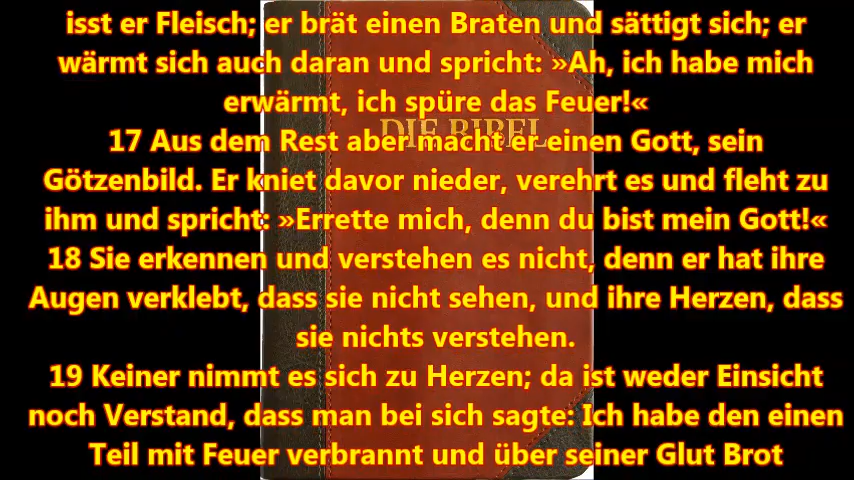 isst er Fleisch; er brät einen Braten und sättigt sich; er
wärmt sich auch daran und spricht: »Ah, ich habe mich
erwärmt, ich spüre das Feuer!«
DIE BIBEL
17 Aus dem Rest aber macht er einen Gott, sein
Götzenbild. Er kniet davor nieder, verehrt es und fleht zu
ihm und spricht: »Errette mich, denn du bist mein Gott!«
18 Sie erkennen und verstehen es nicht, denn er hat ihre
Augen verklebt, dass sie nicht sehen, und ihre Herzen, dass
sie nichts verstehen.
19 Keiner nimmt es sich zu Herzen; da ist weder Einsicht
noch Verstand, dass man bei sich sagte: Ich habe den einen
Teil mit Feuer verbrannt und über seiner Glut Brot